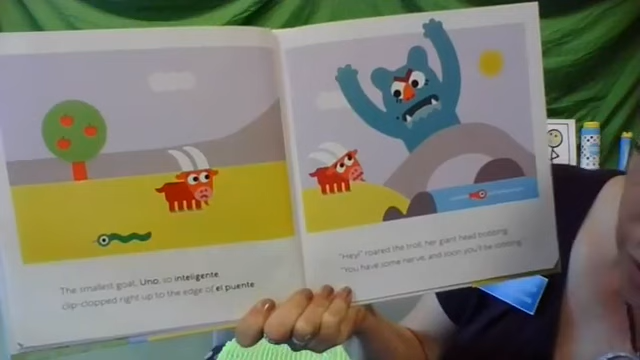 The smallest goat, Uno, so inteligente
clip-clopped right up to the edge of el puente
"Hey!" roared the troll, her giant head throbbing.
"You have some nerve, and soon you'll be sobbing.